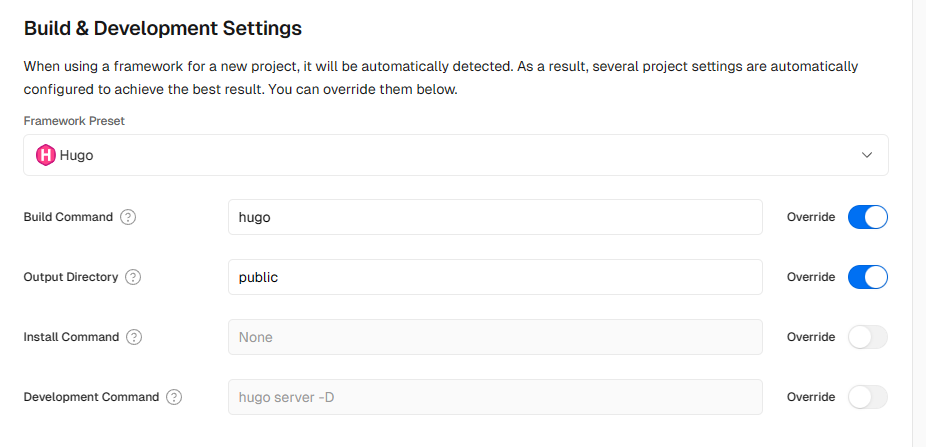 Build & Development Settings
When using a framework for a new project, it will be automatically detected. As a result, several project settings are automatically
configured to achieve the best result. You can override them below.
Framework Preset
H Hugo
Build Command ? hugo Override
Output Directory ? public Override
Install Command ? None Override
Development Command ? hugo server -D Override